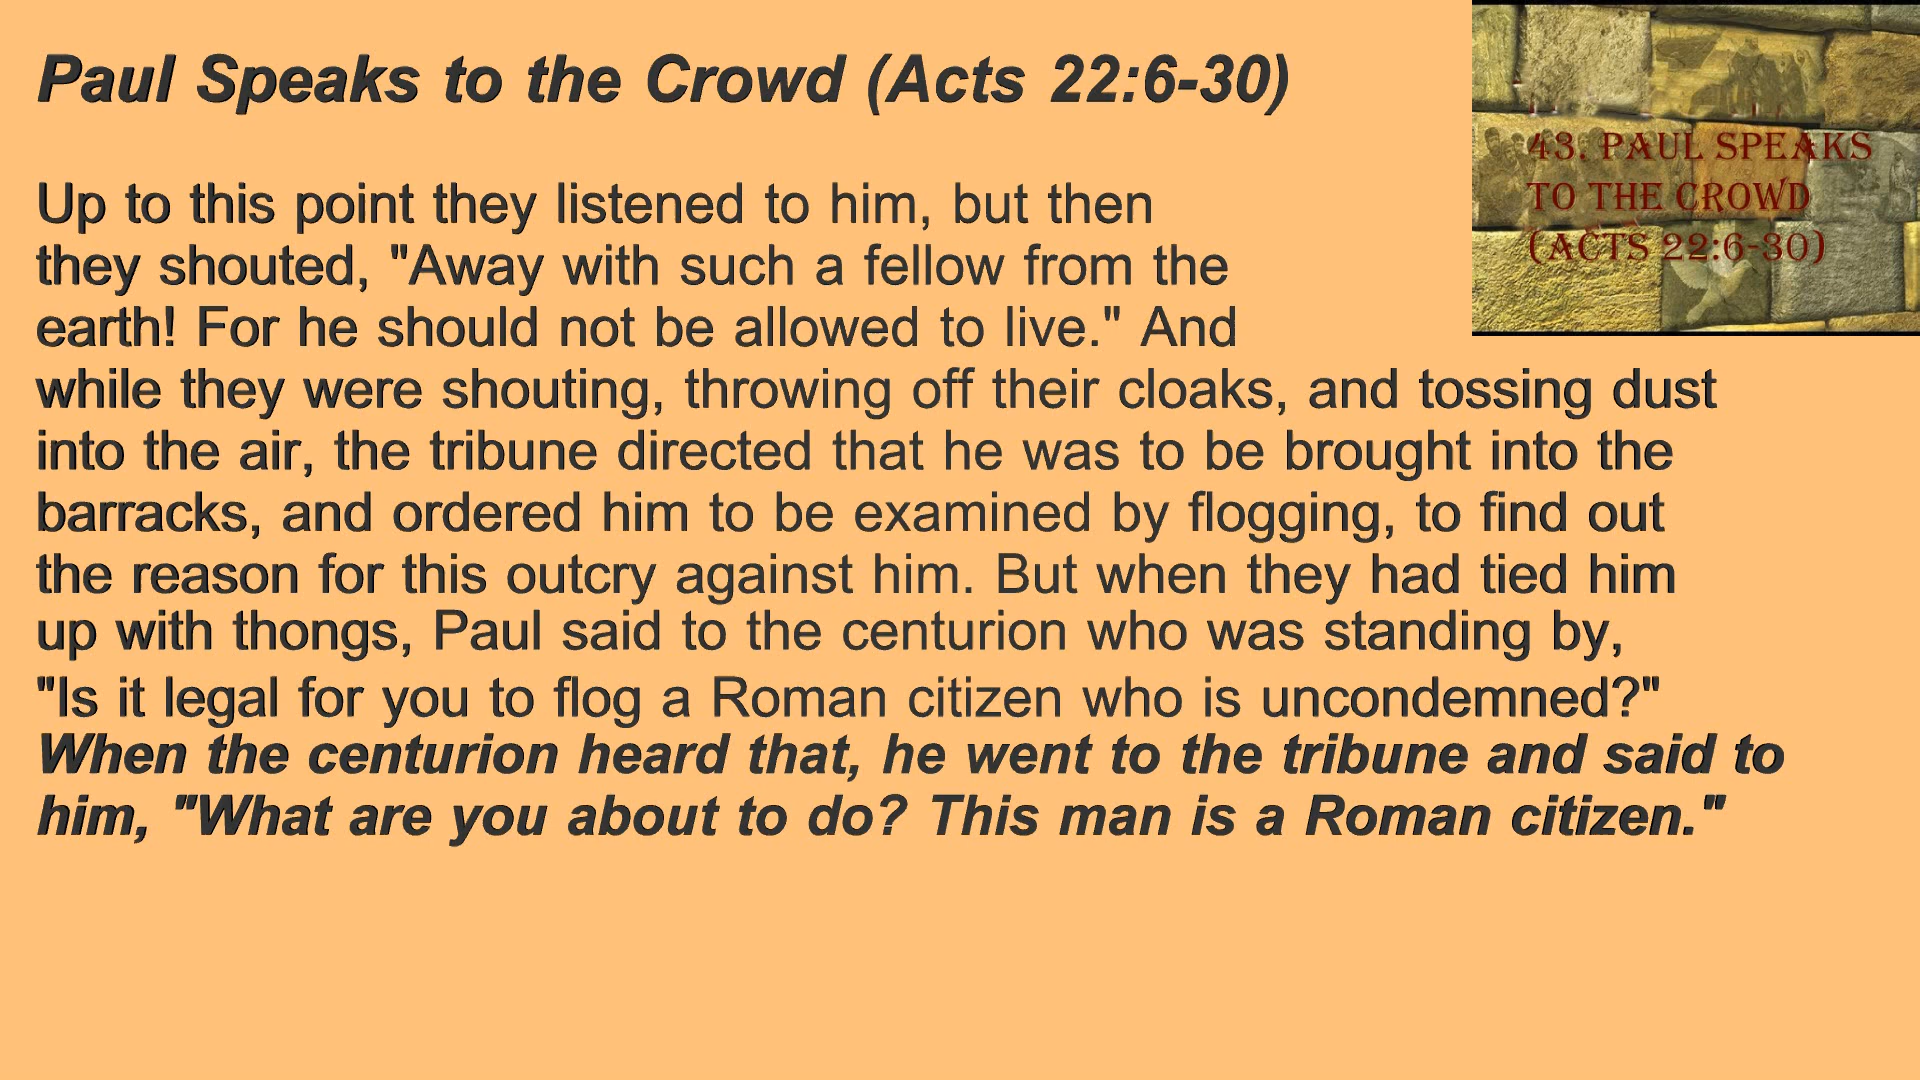 Paul Speaks to the Crowd (Acts 22:6-30)
43. PAUL SPEAKS
TO THE CROWD
(ACTS 22:6-30)
Up to this point they listened to him, but then
they shouted, "Away with such a fellow from the
earth! For he should not be allowed to live." And
while they were shouting, throwing off their cloaks, and tossing dust
into the air, the tribune directed that he was to be brought into the
barracks, and ordered him to be examined by flogging, to find out
the reason for this outcry against him. But when they had tied him
up with thongs, Paul said to the centurion who was standing by,
"Is it legal for you to flog a Roman citizen who is uncondemned?"
When the centurion heard that, he went to the tribune and said to
him, "What are you about to do? This man is a Roman citizen."